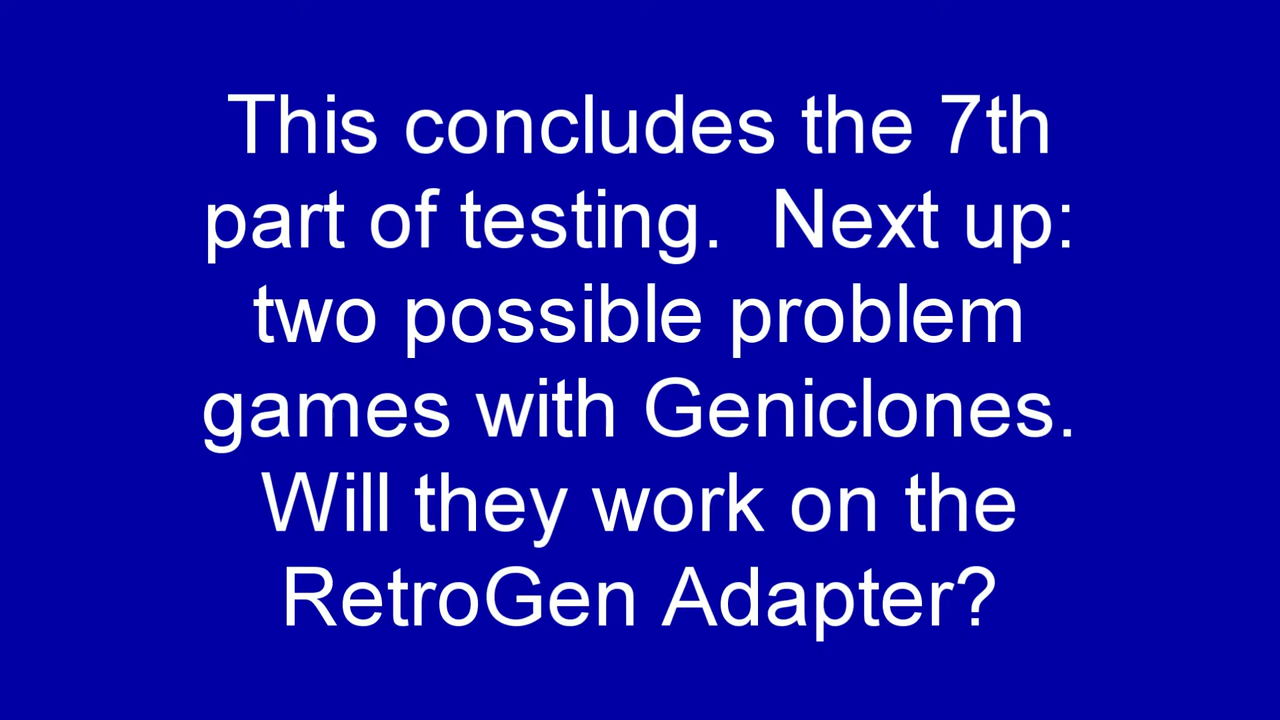 This concludes the 7th
part of testing.  Next up:
two possible problem
games with Geniclones.
Will they work on the
RetroGen Adapter?